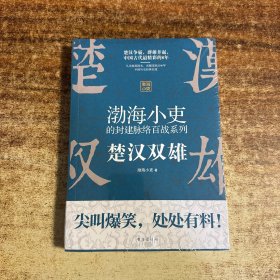 楚汉争霸，群雄并起，
中国古代最精彩的8年
楚漢
双雄
渤海小吏
的封建脉络百战系列
楚汉双雄
渤海小吏 著
尖叫爆笑，处处有料！